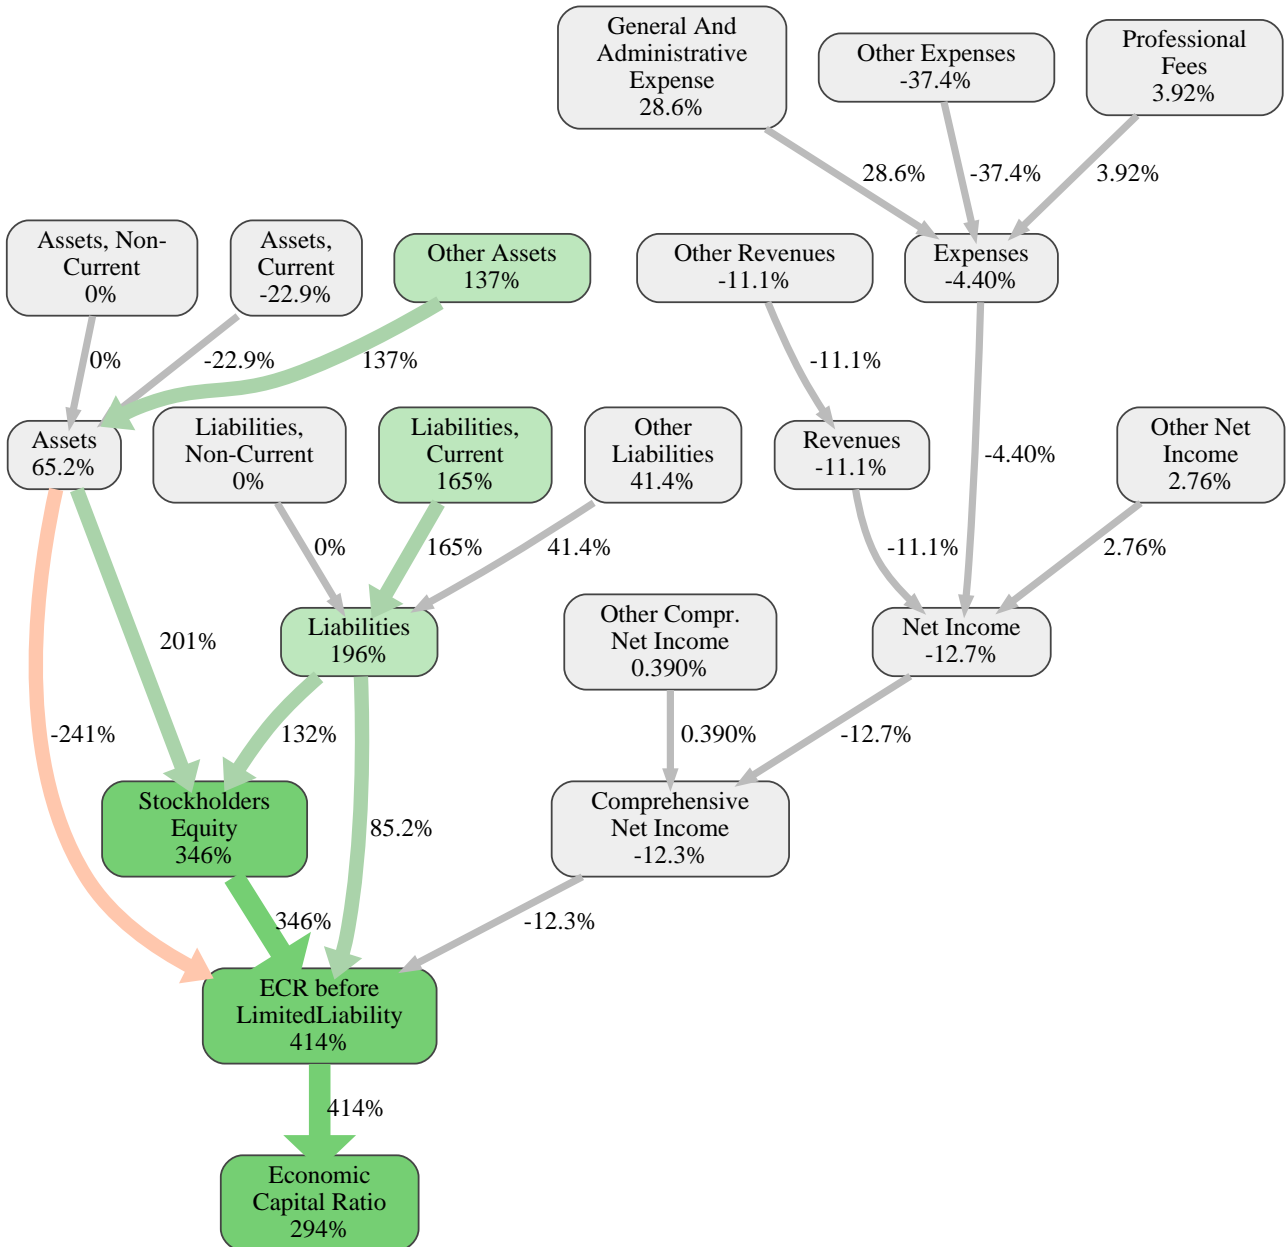 General And
Administrative
Expense
28.6%
Other Expenses
-37.4%
Professional
Fees
3.92%
28.6%
-37.4%
3.92%
Assets, Non-
Current
0%
Assets,
Current
-22.9%
Other Assets
137%
Other Revenues
-11.1%
Expenses
-4.40%
0%
-22.9%
137%
-11.1%
Assets
65.2%
Liabilities,
Non-Current
0%
Liabilities,
Current
165%
Other
Liabilities
41.4%
Revenues
-11.1%
-4.40%
Other Net
Income
2.76%
0%
165%
41.4%
-11.1%
2.76%
201%
Liabilities
196%
Other Compr.
Net Income
0.390%
Net Income
-12.7%
-241%
132%
0.390%
-12.7%
Stockholders
Equity
346%
85.2%
Comprehensive
Net Income
-12.3%
346%
-12.3%
ECR before
LimitedLiability
414%
414%
Economic
Capital Ratio
294%